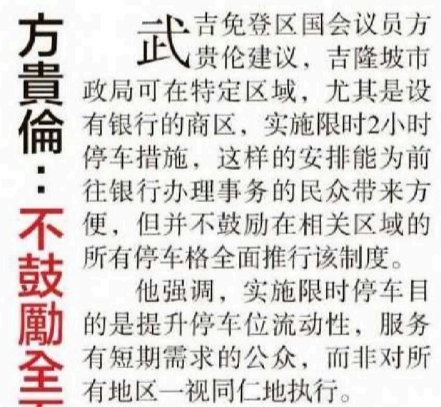 方貴倫：不鼓勵全
武吉免登区国会议员方
贵伦建议，吉隆坡市
政局可在特定区域，尤其是设
有银行的商区，实施限时2小时
停车措施，这样的安排能为前
往银行办理事务的民众带来方
便，但并不鼓励在相关区域的
所有停车格全面推行该制度。
他强调，实施限时停车目
的是提升停车位流动性，服务
有短期需求的公众，而非对所
有地区一视同仁地执行。